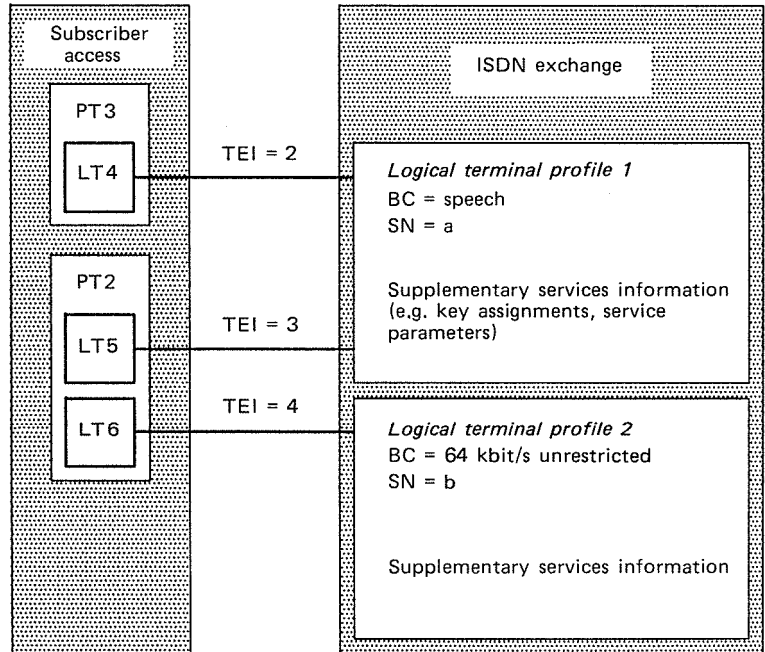 Subscriber
access
ISDN exchange
PT3
LT4
TEI = 2
Logical terminal profile 1
BC = speech
SN = a
Supplementary services information
(e.g. key assignments, service
parameters)
PT2
LT5
TEI = 3
LT6
TEI = 4
Logical terminal profile 2
BC = 64 kbit/s unrestricted
SN = b
Supplementary services information